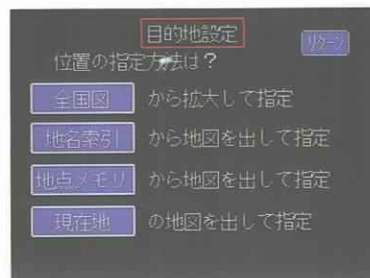 目的地設定
リターン
位置の指定方法は？
全国図 から拡大して指定
地名索引 から地図を出して指定
地点メモリ から地図を出して指定
現在地 の地図を出して指定